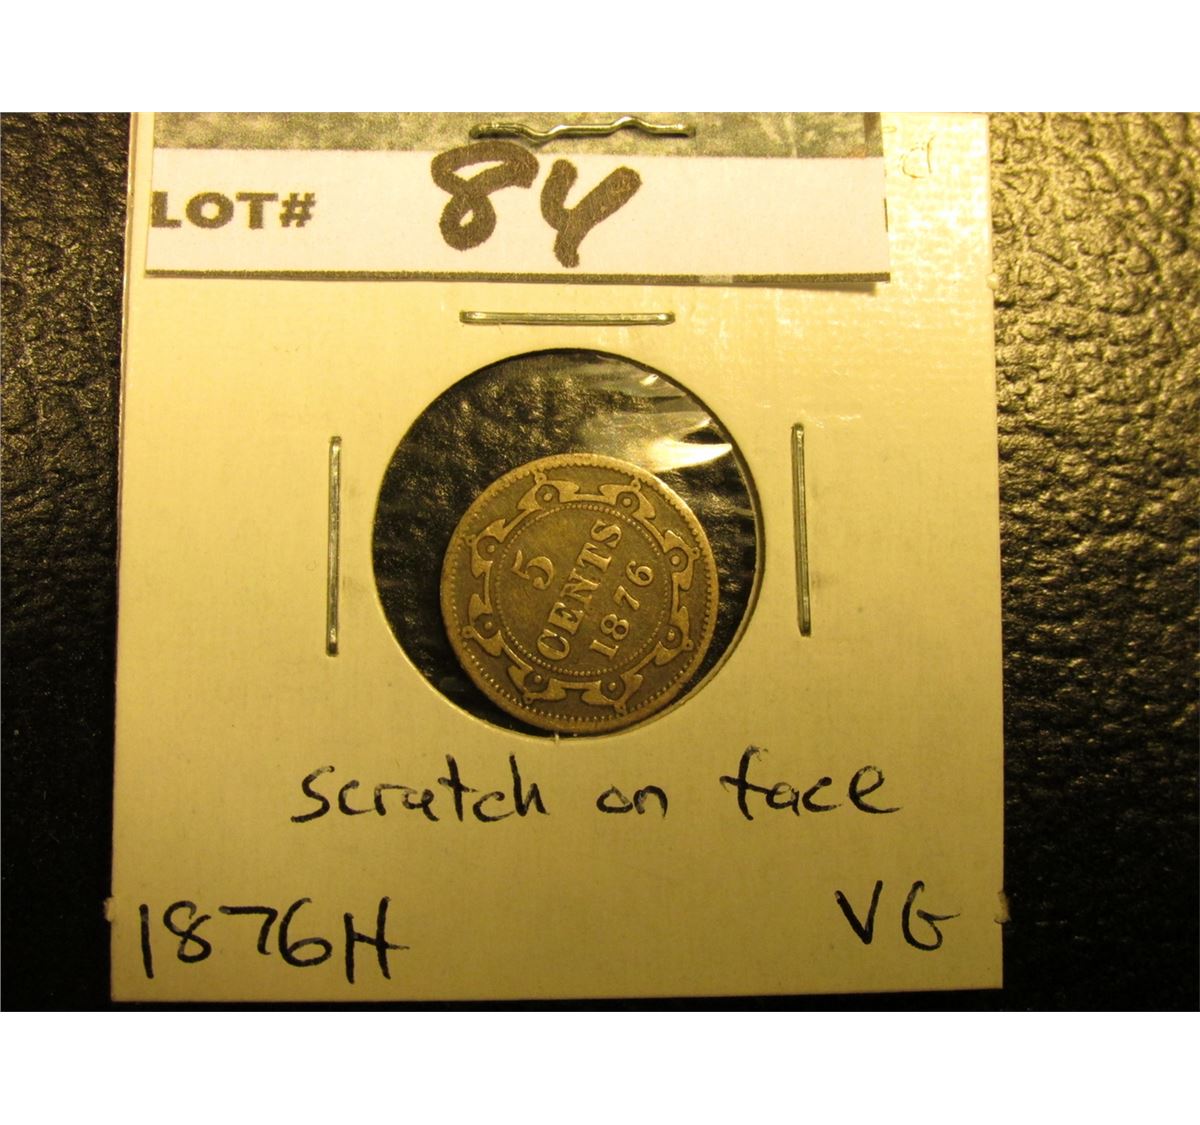 LOT# 84
5
CENTS
1876
scratch on face
1876H VG